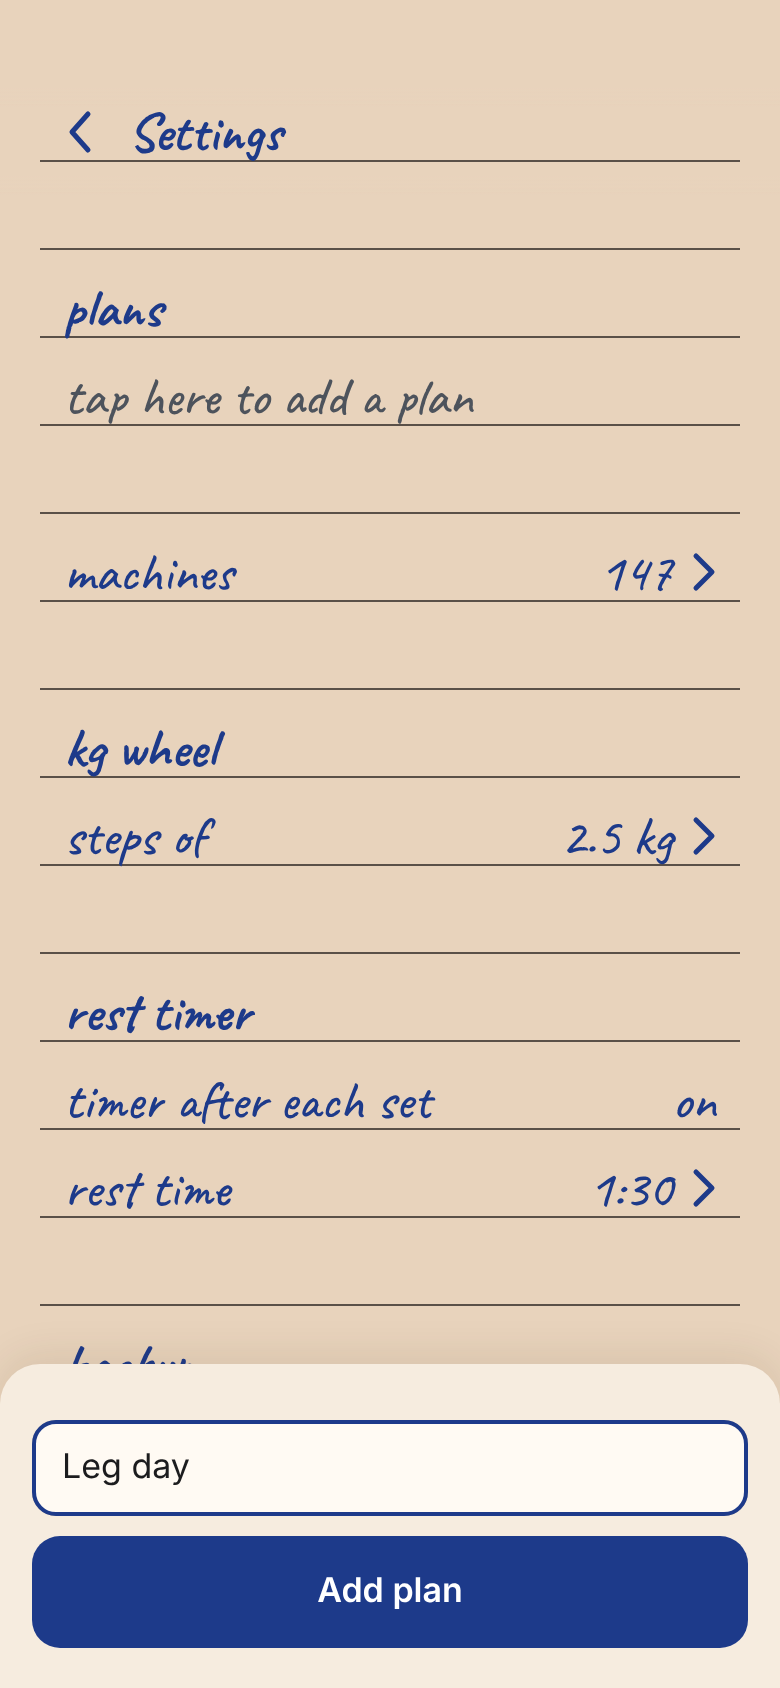 Settings
plans
tap here to add a plan
machines 147
kg wheel
steps of 2.5 kg
rest timer
timer after each set on
rest time 1:30
Leg day
Add plan